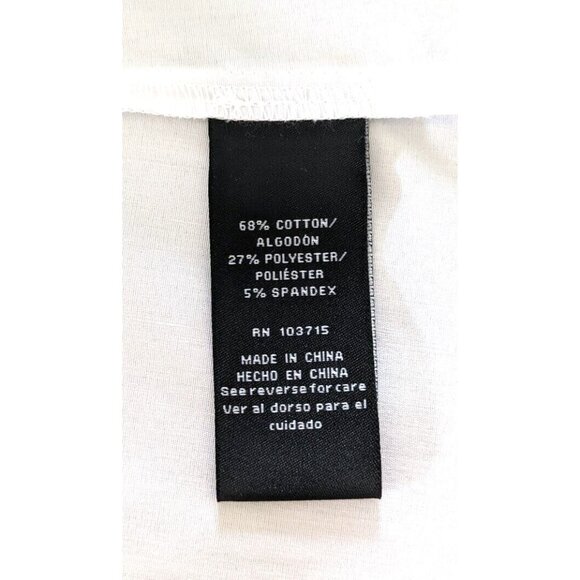 68% COTTON/
ALGODÓN
27% POLYESTER/
POLIÉSTER
5% SPANDEX
RN 103715
MADE IN CHINA
HECHO EN CHINA
See reverse for care
Ver al dorso para el
cuidado